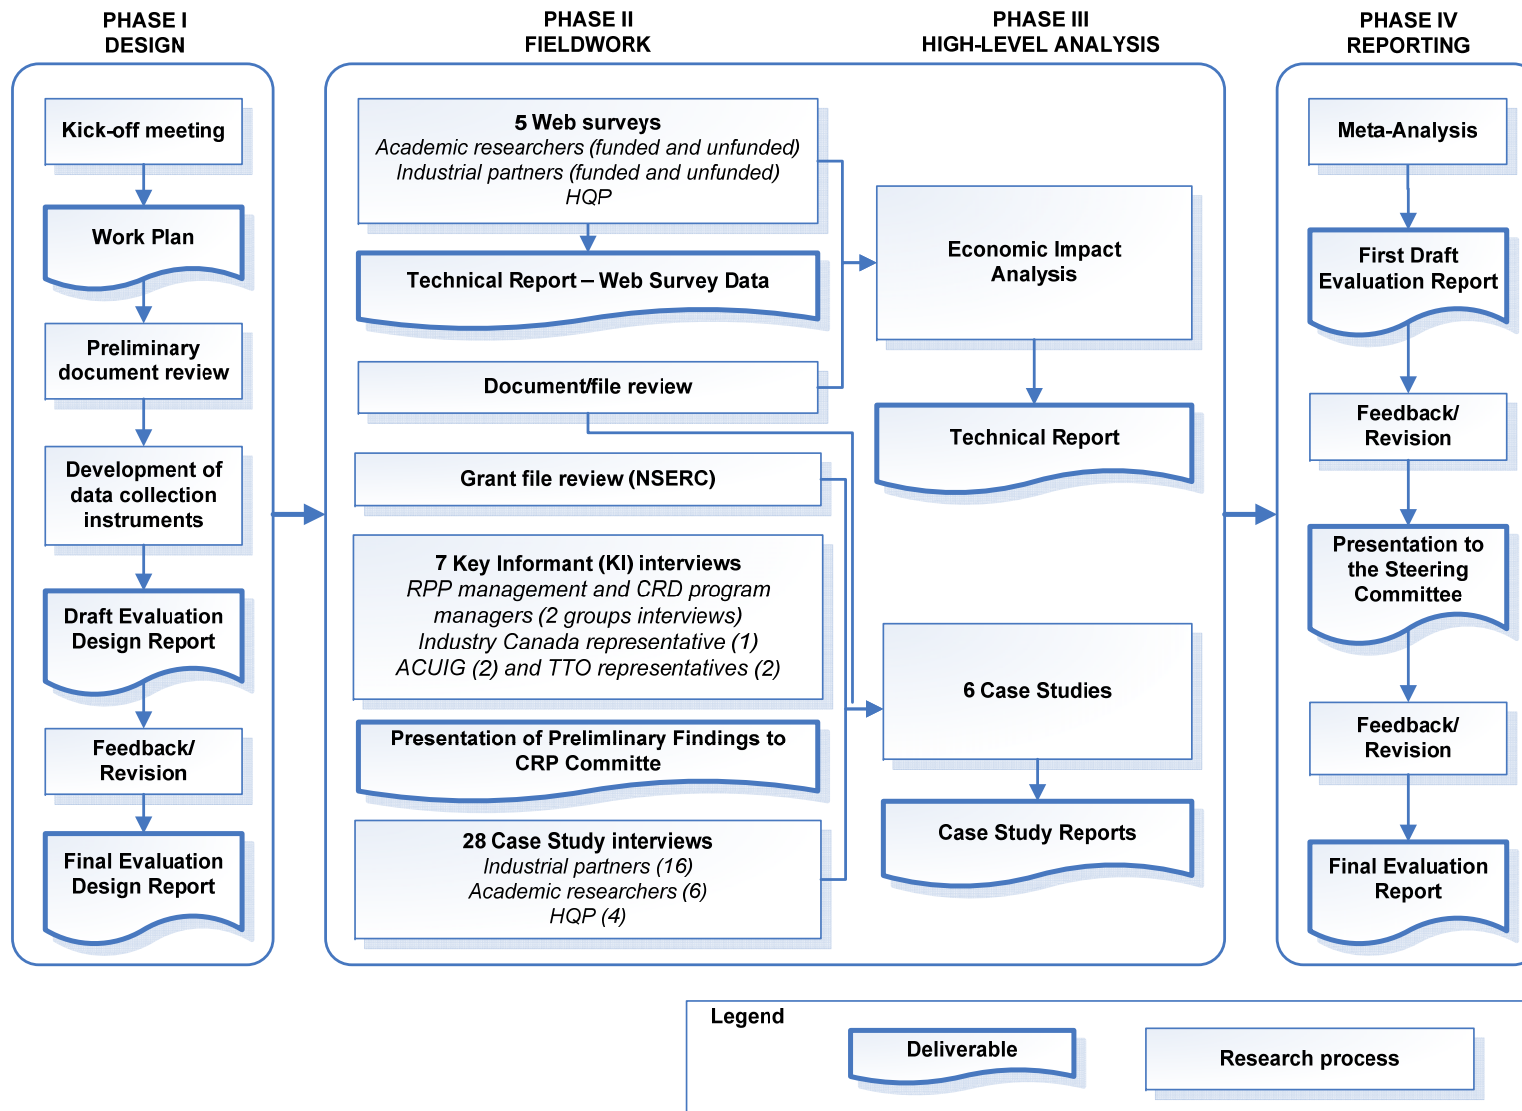 PHASE I
DESIGN
Kick-off meeting
Work Plan
Preliminary
document review
Development of
data collection
instruments
Draft Evaluation
Design Report
Feedback/
Revision
Final Evaluation
Design Report
PHASE II
FIELDWORK
5 Web surveys
Academic researchers (funded and unfunded)
Industrial partners (funded and unfunded)
HQP
Technical Report – Web Survey Data
Document/file review
Grant file review (NSERC)
7 Key Informant (KI) interviews
RPP management and CRD program
managers (2 groups interviews)
Industry Canada representative (1)
ACUIG (2) and TTO representatives (2)
Presentation of Prelimlinary Findings to
CRP Committe
28 Case Study interviews
Industrial partners (16)
Academic researchers (6)
HQP (4)
PHASE III
HIGH-LEVEL ANALYSIS
Economic Impact
Analysis
Technical Report
6 Case Studies
Case Study Reports
PHASE IV
REPORTING
Meta-Analysis
First Draft
Evaluation Report
Feedback/
Revision
Presentation to
the Steering
Committee
Feedback/
Revision
Final Evaluation
Report
Legend
Deliverable
Research process